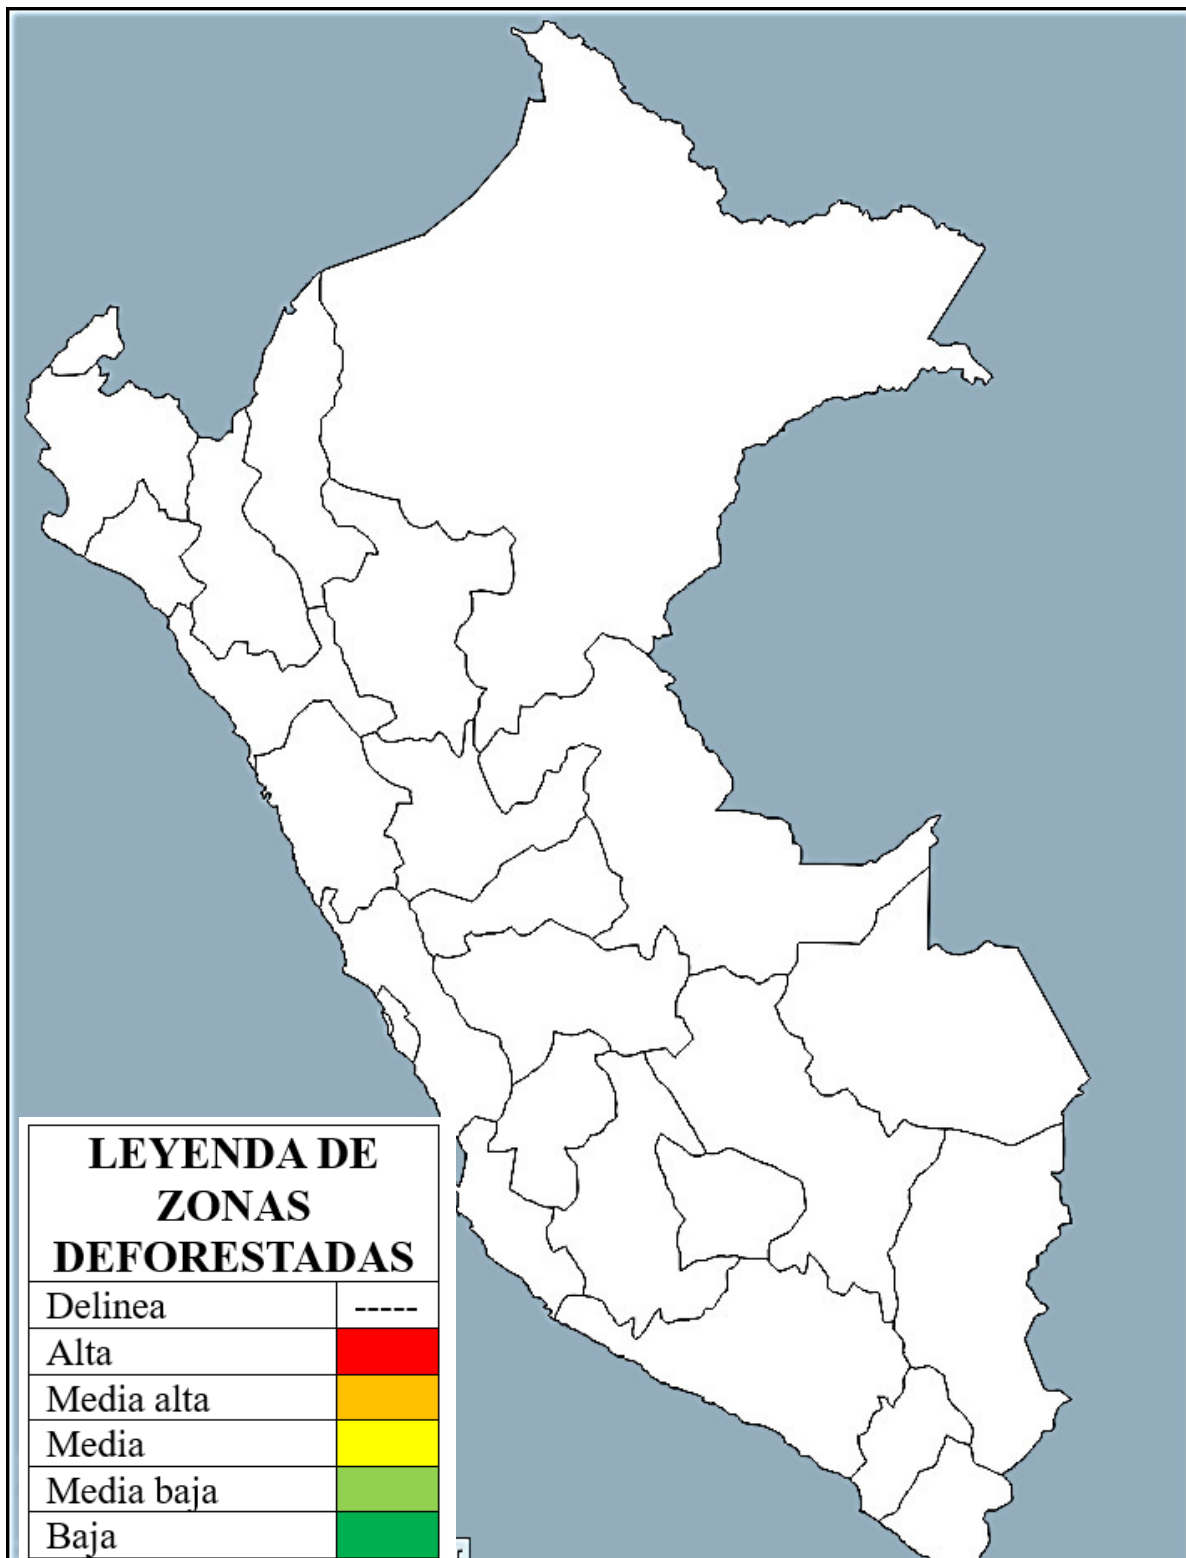 LEYENDA DE
ZONAS
DEFORESTADAS
Delinea -----
Alta
Media alta
Media
Media baja
Baja